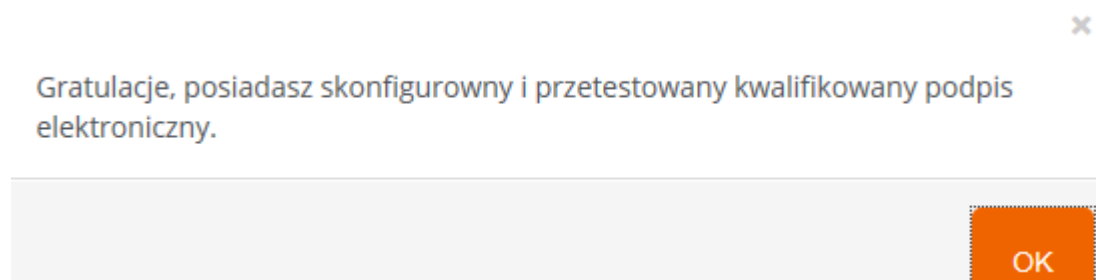 Gratulacje, posiadasz skonfigurowny i przetestowany kwalifikowany podpis
elektroniczny.
OK